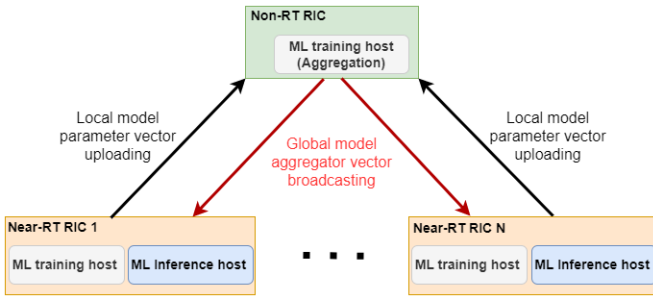 Non-RT RIC
ML training host
(Aggregation)
Local model
parameter vector
uploading
Global model
aggregator vector
broadcasting
Local model
parameter vector
uploading
Near-RT RIC 1
ML training host
ML Inference host
Near-RT RIC N
ML training host
ML Inference host